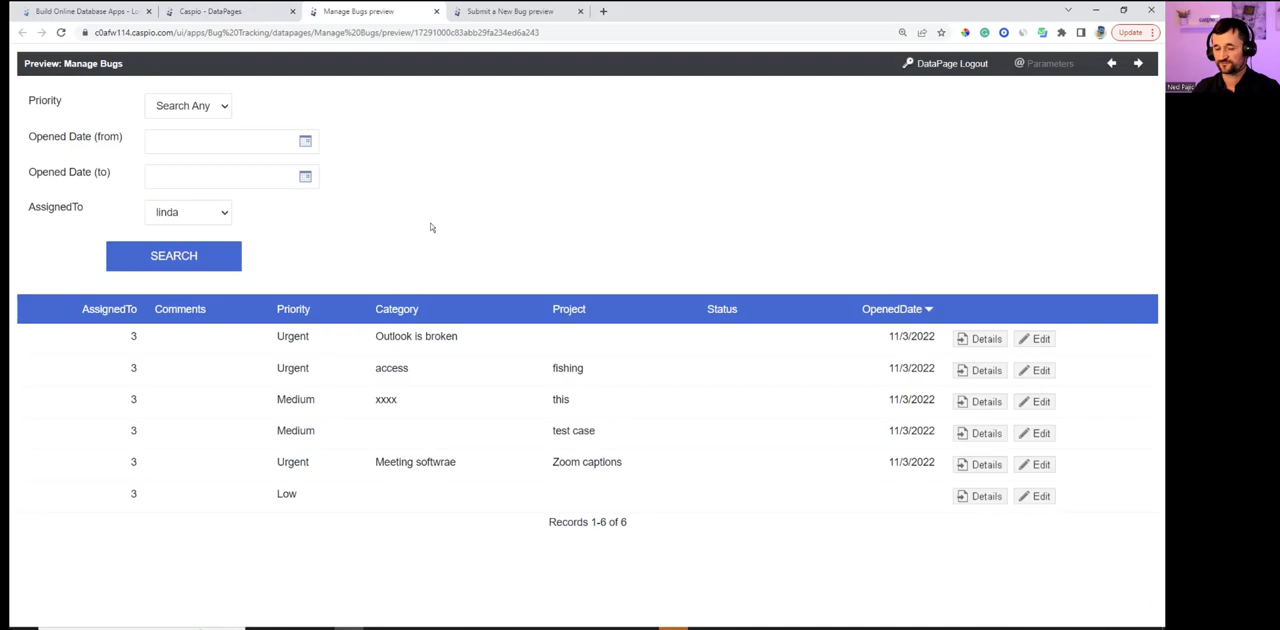 Build Online Database Apps - Lo
Caspio - DataPages
Manage Bugs preview
Submit a New Bug preview
c0afw114.caspio.com/ui/apps/Bug%20Tracking/datapages/Manage%20Bugs/preview/17291000c83abb29fa234ed6a243
Update
Preview: Manage Bugs
DataPage Logout
@ Parameters
Priority
Search Any
Opened Date (from)
Opened Date (to)
AssignedTo
linda
SEARCH
AssignedTo Comments Priority Category Project Status OpenedDate
3 Urgent Outlook is broken 11/3/2022 Details Edit
3 Urgent access fishing 11/3/2022 Details Edit
3 Medium xxxx this 11/3/2022 Details Edit
3 Medium test case 11/3/2022 Details Edit
3 Urgent Meeting softwrae Zoom captions 11/3/2022 Details Edit
3 Low Details Edit
Records 1-6 of 6